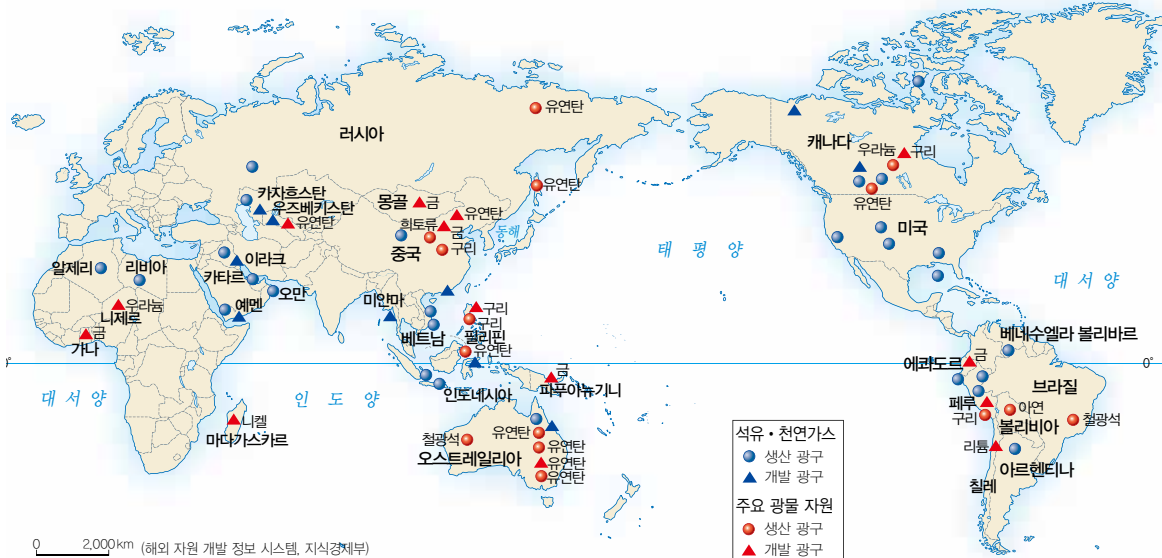 유연탄
러시아
캐나다
우라늄
구리
유연탄
유연탄
카자흐스탄
우즈베키스탄
유연탄
몽골
금
유연탄
희토류
금
구리
중국
동해
미국
태평양
대서양
알제리
리비아
이라크
카타르
오만
예멘
우라늄
니제르
금
가나
미얀마
베트남
구리
구리
필리핀
유연탄
0°
0°
베네수엘라 볼리바르
금
에콰도르
브라질
대서양
인도양
인도네시아
금
파푸아뉴기니
페루
구리
아연
볼리비아
철광석
니켈
마다가스카르
철광석
유연탄
오스트레일리아
유연탄
유연탄
유연탄
리튬
아르헨티나
칠레
석유·천연가스
생산 광구
개발 광구
주요 광물 자원
생산 광구
개발 광구
0 2,000km (해외 자원 개발 정보 시스템, 지식경제부)